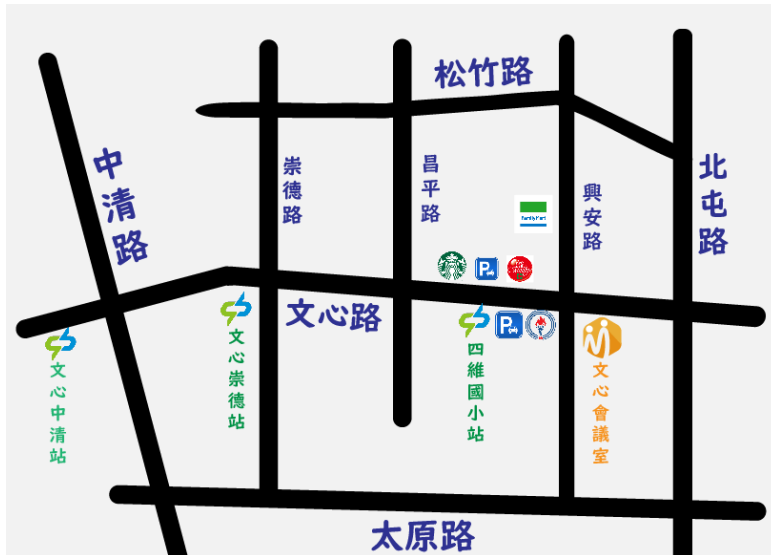 松竹路
中清路
崇德路
昌平路
興安路
北屯路
FamilyMart
P
文心路
P
四維國小站
文心崇德站
文心中清站
文心會議室
太原路